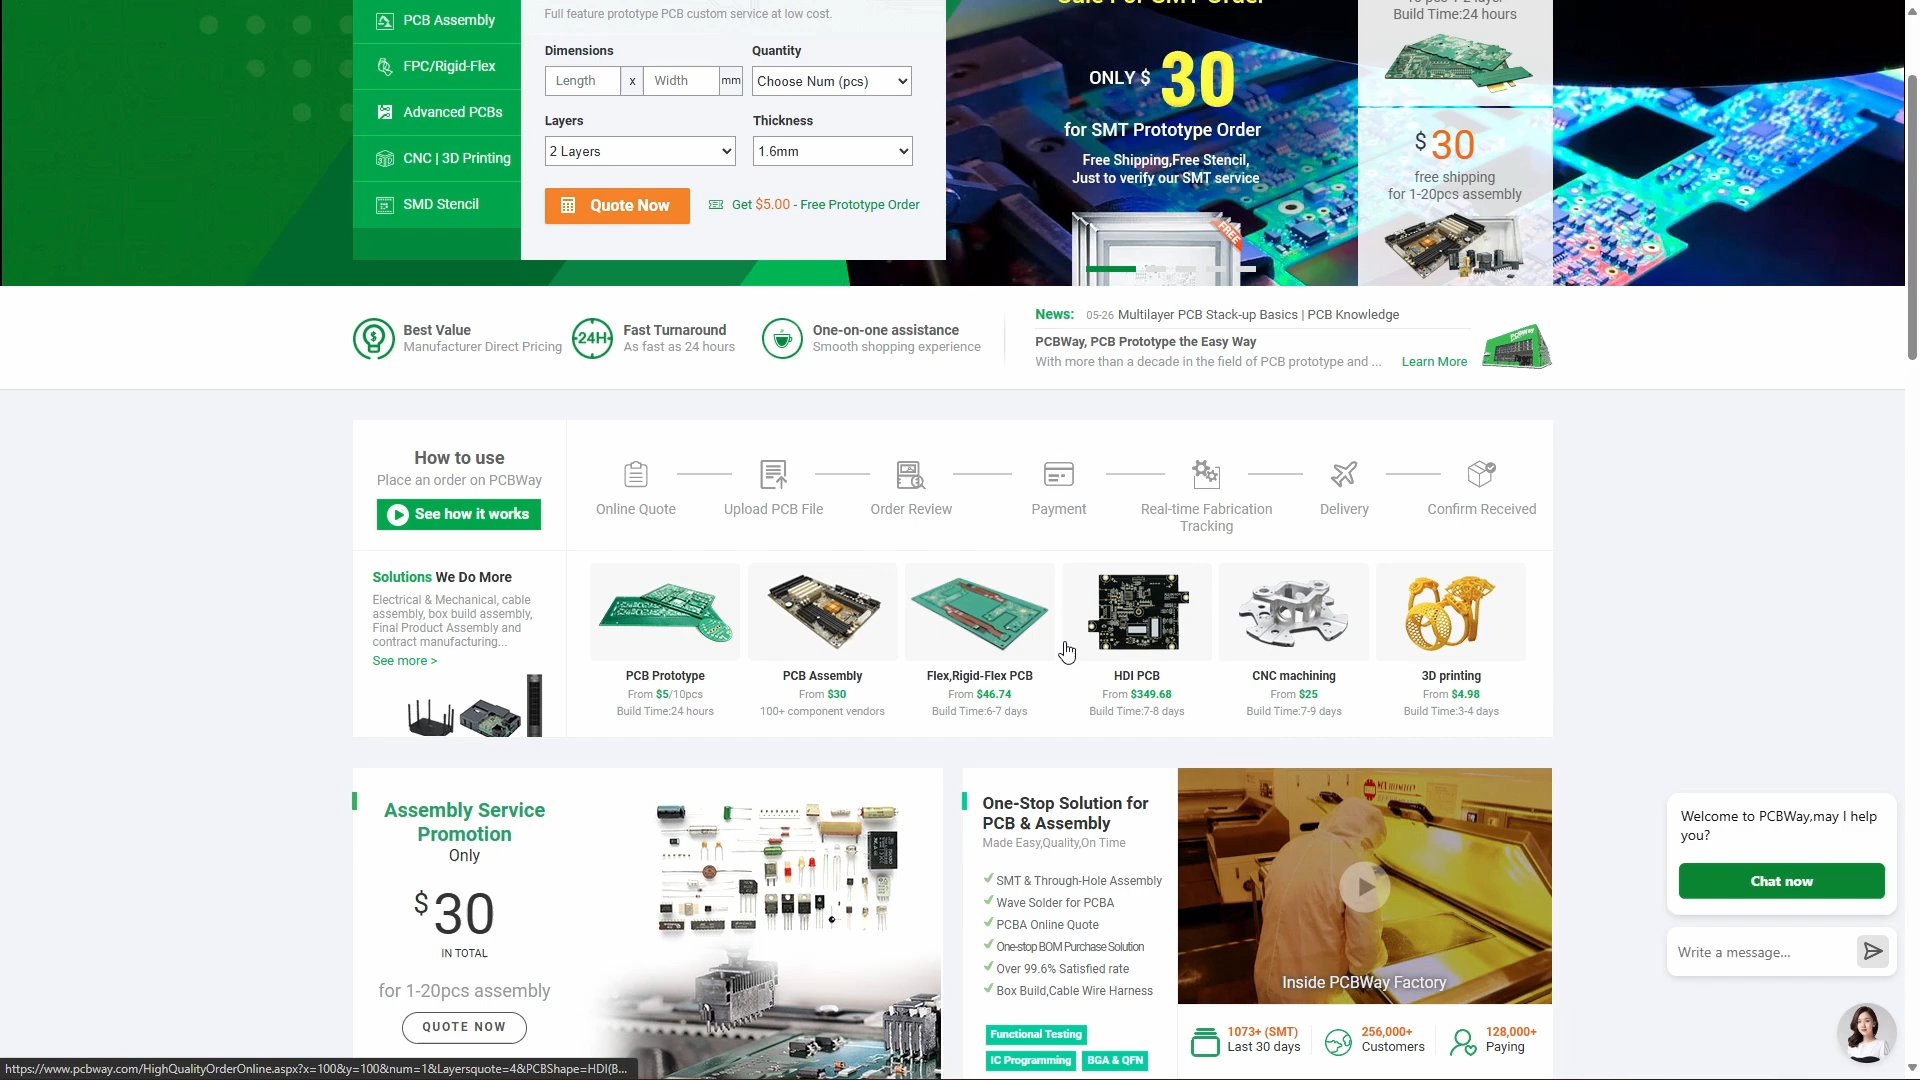 PCB Assembly
FPC/Rigid-Flex
Advanced PCBs
CNC | 3D Printing
SMD Stencil
Full feature prototype PCB custom service at low cost.
Dimensions
Quantity
Length
x
Width
mm
Choose Num (pcs)
Layers
Thickness
2 Layers
1.6mm
Quote Now
Get $5.00 - Free Prototype Order
ONLY $ 30
for SMT Prototype Order
Free Shipping,Free Stencil,
Just to verify our SMT service
FREE
Build Time:24 hours
$30
free shipping
for 1-20pcs assembly
Best Value
Manufacturer Direct Pricing
24H
Fast Turnaround
As fast as 24 hours
One-on-one assistance
Smooth shopping experience
News: 05-26 Multilayer PCB Stack-up Basics | PCB Knowledge
PCBWay, PCB Prototype the Easy Way
With more than a decade in the field of PCB prototype and ... Learn More
How to use
Place an order on PCBWay
See how it works
Online Quote
Upload PCB File
Order Review
Payment
Real-time Fabrication
Tracking
Delivery
Confirm Received
Solutions We Do More
Electrical & Mechanical, cable
assembly, box build assembly,
Final Product Assembly and
contract manufacturing...
See more >
PCB Prototype
From $5/10pcs
Build Time:24 hours
PCB Assembly
From $30
100+ component vendors
Flex,Rigid-Flex PCB
From $46.74
Build Time:6-7 days
HDI PCB
From $349.68
Build Time:7-8 days
CNC machining
From $25
Build Time:7-9 days
3D printing
From $4.98
Build Time:3-4 days
Assembly Service
Promotion
Only
$30
IN TOTAL
for 1-20pcs assembly
QUOTE NOW
One-Stop Solution for
PCB & Assembly
Made Easy,Quality,On Time
SMT & Through-Hole Assembly
Wave Solder for PCBA
PCBA Online Quote
One-stop BOM Purchase Solution
Over 99.6% Satisfied rate
Box Build,Cable Wire Harness
Functional Testing
IC Programming
BGA & QFN
Inside PCBWay Factory
1073+ (SMT)
Last 30 days
256,000+
Customers
128,000+
Paying
Welcome to PCBWay,may I help
you?
Chat now
Write a message...
https://www.pcbway.com/HighQualityOrderOnline.aspx?x=100&y=100&num=1&Layersquote=4&PCBShape=HDI(B...